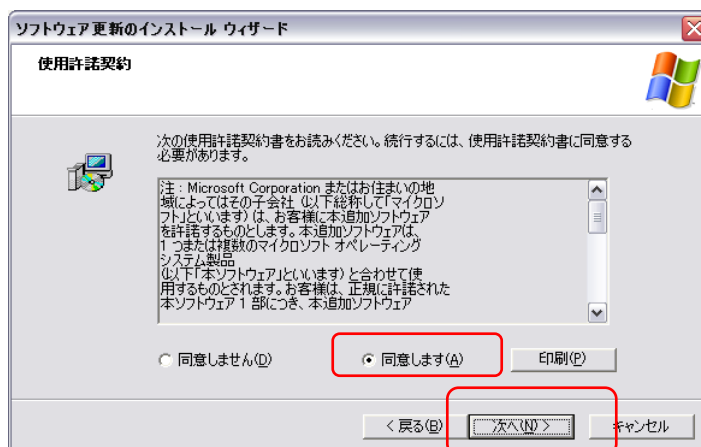 ソフトウェア更新のインストール ウィザード
使用許諾契約
次の使用許諾契約書をお読みください。続行するには、使用許諾契約書に同意する
必要があります。
注 : Microsoft Corporation またはお住まいの地
域によってはその子会社 (以下総称して「マイクロソ
フト」といいます) は、お客様に本追加ソフトウェア
を許諾するものとします。本追加ソフトウェアは、
1 つまたは複数のマイクロソフト オペレーティング
システム製品
(以下「本ソフトウェア」といいます) と合わせて使
用するものとされます。お客様は、正規に許諾された
本ソフトウェア 1 部につき、本追加ソフトウェア
同意しません(D)
同意します(A)
印刷(P)
< 戻る(B)
次へ(N) >
キャンセル